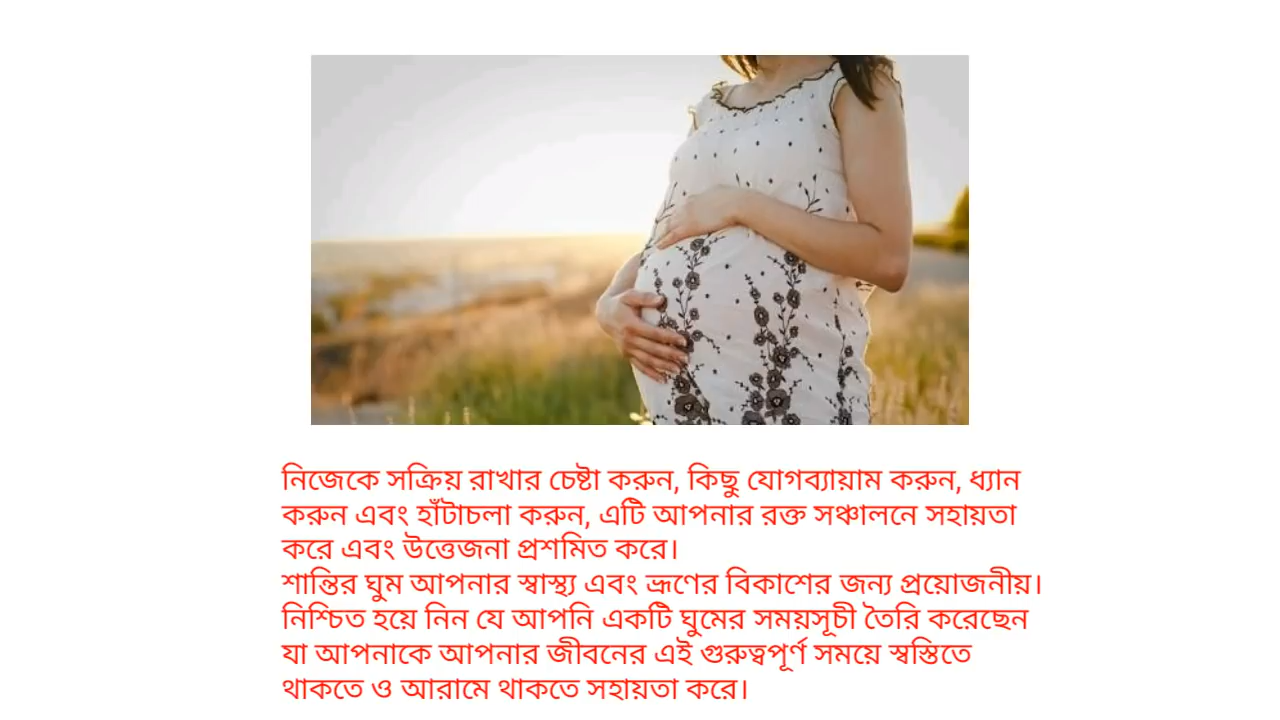 নিজেকে সক্রিয় রাখার চেষ্টা করুন, কিছু যোগব্যায়াম করুন, ধ্যান
করুন এবং হাঁটাচলা করুন, এটি আপনার রক্ত সঞ্চালনে সহায়তা
করে এবং উত্তেজনা প্রশমিত করে।
শান্তির ঘুম আপনার স্বাস্থ্য এবং ভ্রূণের বিকাশের জন্য প্রয়োজনীয়।
নিশ্চিত হয়ে নিন যে আপনি একটি ঘুমের সময়সূচী তৈরি করেছেন
যা আপনাকে আপনার জীবনের এই গুরুত্বপূর্ণ সময়ে স্বস্তিতে
থাকতে ও আরামে থাকতে সহায়তা করে।